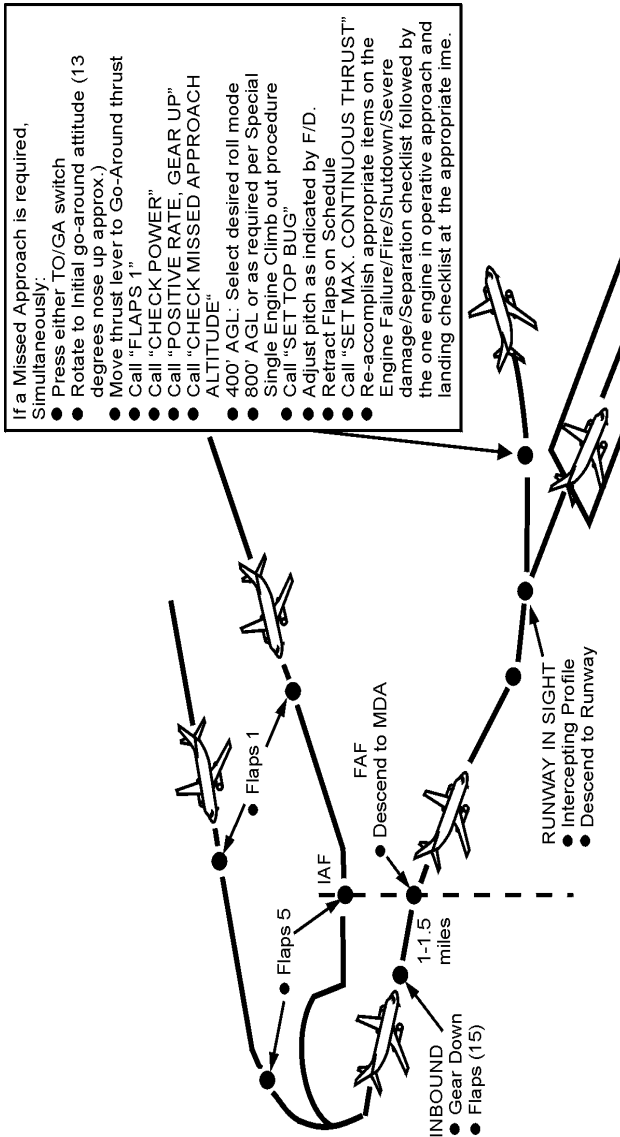 If a Missed Approach is required,
Simultaneously:
● Press either TO/GA switch
● Rotate to Initial go-around attitude (13
degrees nose up approx.)
● Move thrust lever to Go-Around thrust
● Call “FLAPS 1”
● Call “CHECK POWER”
● Call “POSITIVE RATE, GEAR UP”
● Call “CHECK MISSED APPROACH
ALTITUDE“
● 400’ AGL: Select desired roll mode
● 800’ AGL or as required per Special
Single Engine Climb out procedure
● Call “SET TOP BUG”
● Adjust pitch as indicated by F/D.
● Retract Flaps on Schedule
● Call “SET MAX. CONTINUOUS THRUST”
● Re-accomplish appropriate items on the
Engine Failure/Fire/Shutdown/Severe
damage/Separation checklist followed by
the one engine in operative approach and
landing checklist at the appropriate ime.
● Flaps 1
● Flaps 5
IAF
FAF
● Descend to MDA
1-1.5
miles
INBOUND
● Gear Down
● Flaps (15)
RUNWAY IN SIGHT
● Intercepting Profile
● Descend to Runway